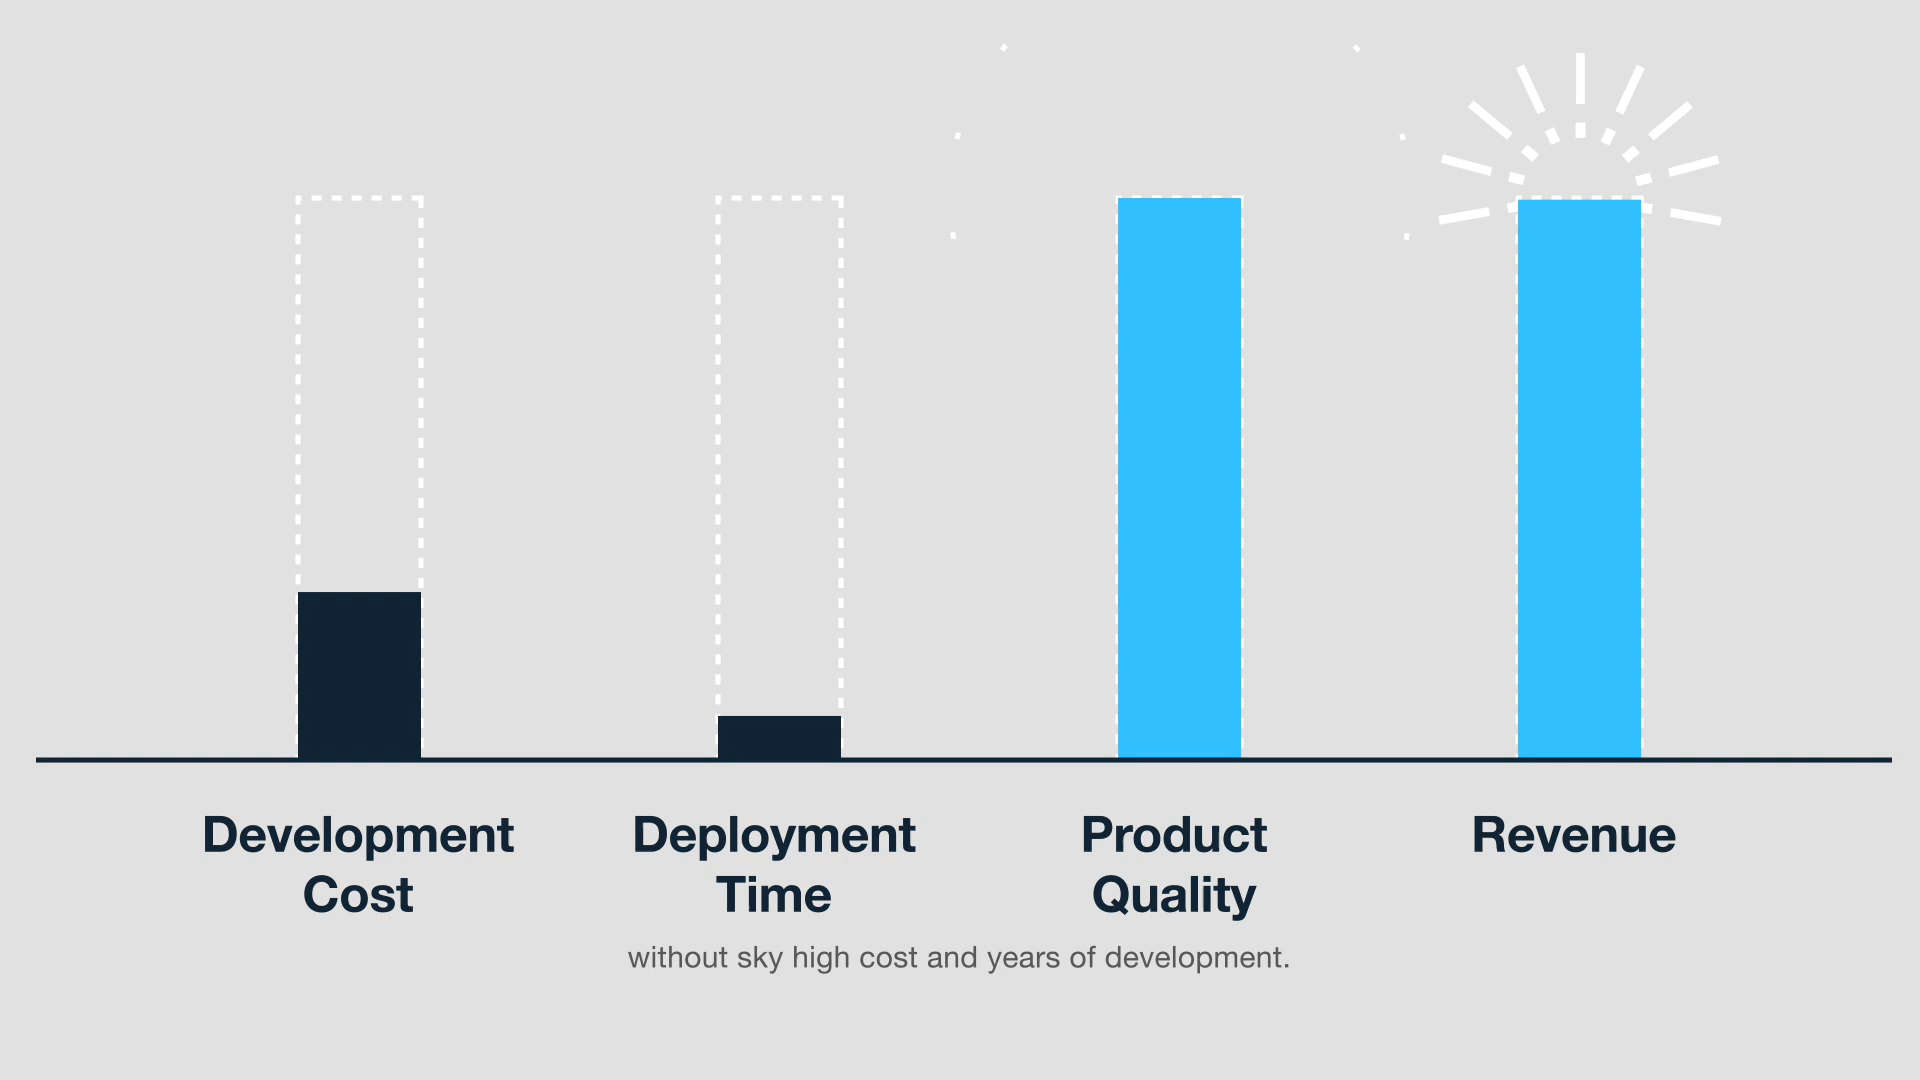 Development
Cost
Deployment
Time
Product
Quality
Revenue
without sky high cost and years of development.